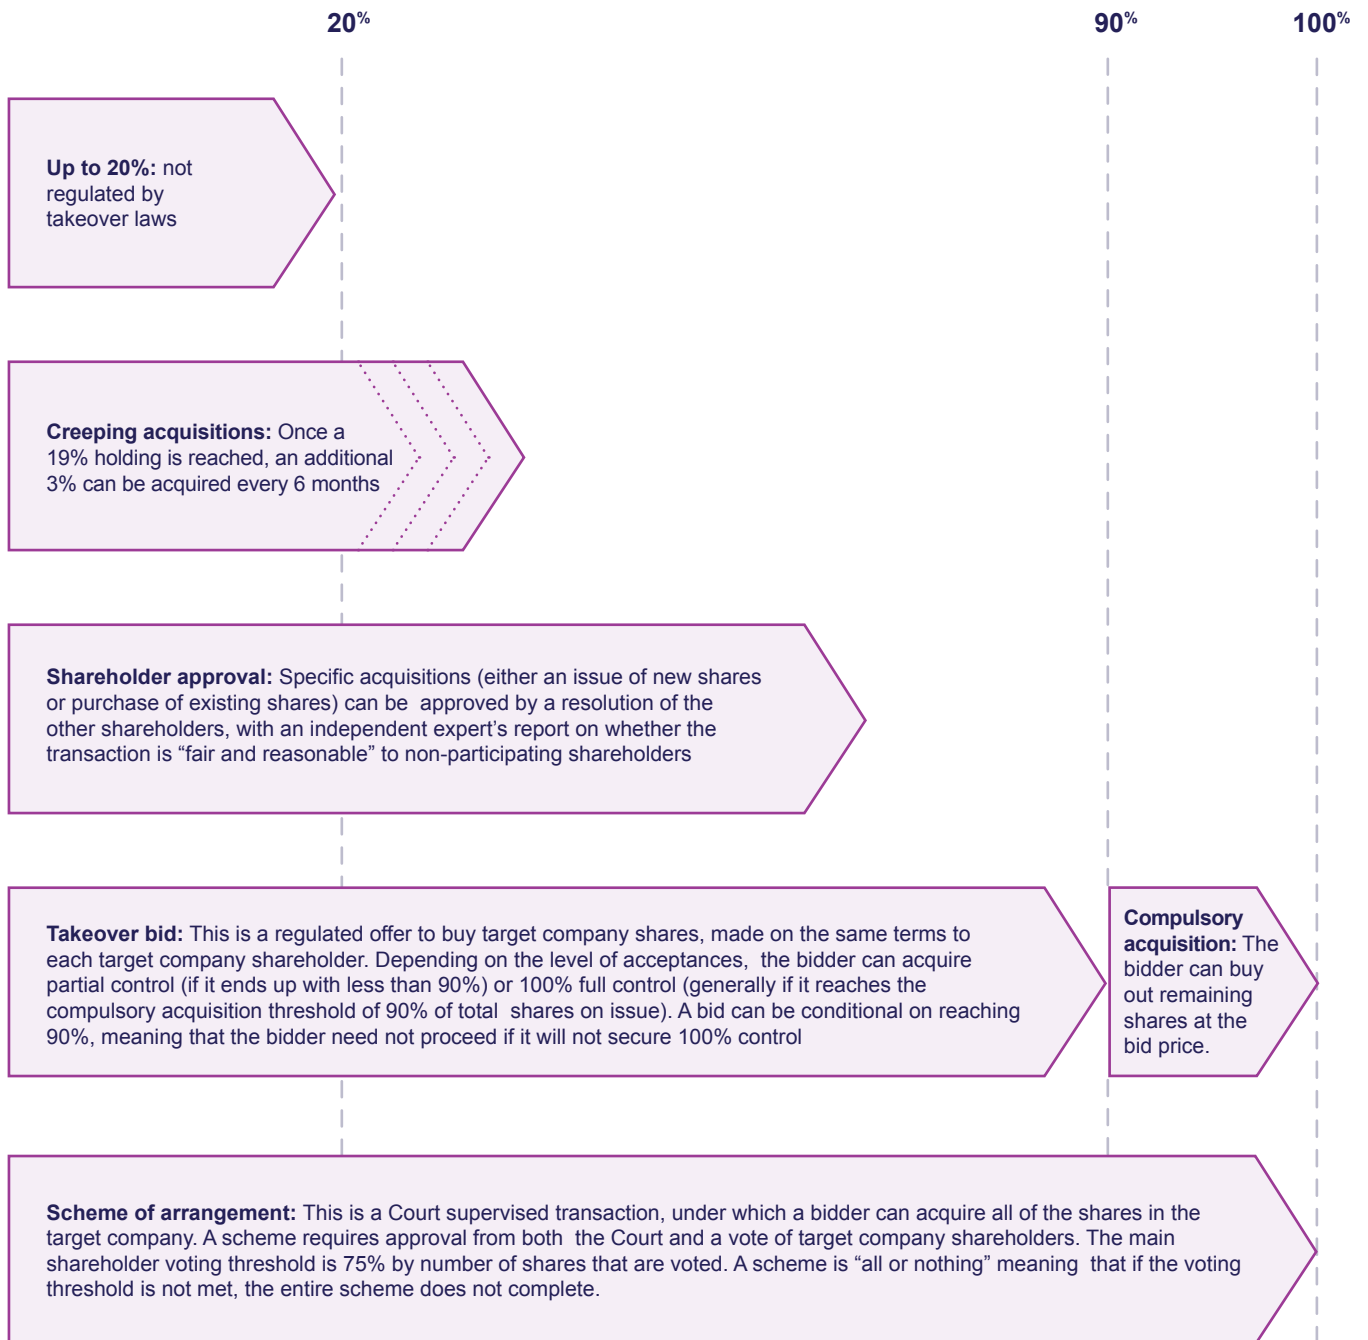 20%
90%
100%
Up to 20%: not
regulated by
takeover laws
Creeping acquisitions: Once a
19% holding is reached, an additional
3% can be acquired every 6 months
Shareholder approval: Specific acquisitions (either an issue of new shares
or purchase of existing shares) can be  approved by a resolution of the
other shareholders, with an independent expert’s report on whether the
transaction is “fair and reasonable” to non-participating shareholders
Takeover bid: This is a regulated offer to buy target company shares, made on the same terms to
each target company shareholder. Depending on the level of acceptances,  the bidder can acquire
partial control (if it ends up with less than 90%) or 100% full control (generally if it reaches the
compulsory acquisition threshold of 90% of total  shares on issue). A bid can be conditional on reaching
90%, meaning that the bidder need not proceed if it will not secure 100% control
Compulsory
acquisition: The
bidder can buy
out remaining
shares at the
bid price.
Scheme of arrangement: This is a Court supervised transaction, under which a bidder can acquire all of the shares in the
target company. A scheme requires approval from both  the Court and a vote of target company shareholders. The main
shareholder voting threshold is 75% by number of shares that are voted. A scheme is “all or nothing” meaning  that if the voting
threshold is not met, the entire scheme does not complete.